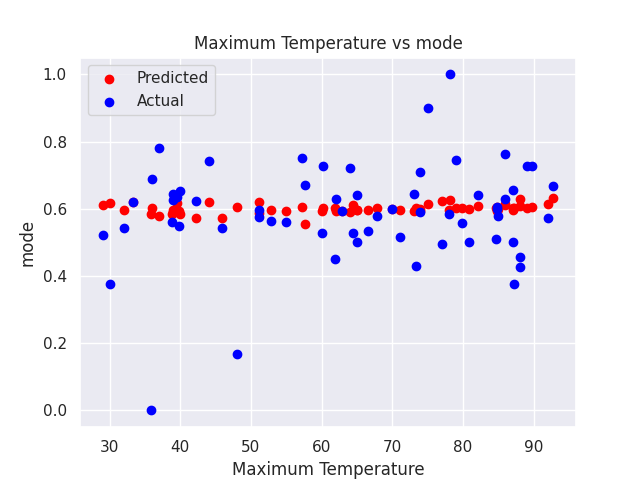 Maximum Temperature vs mode
Predicted
Actual
1.0
0.8
0.6
0.4
0.2
0.0
mode
30 40 50 60 70 80 90
Maximum Temperature